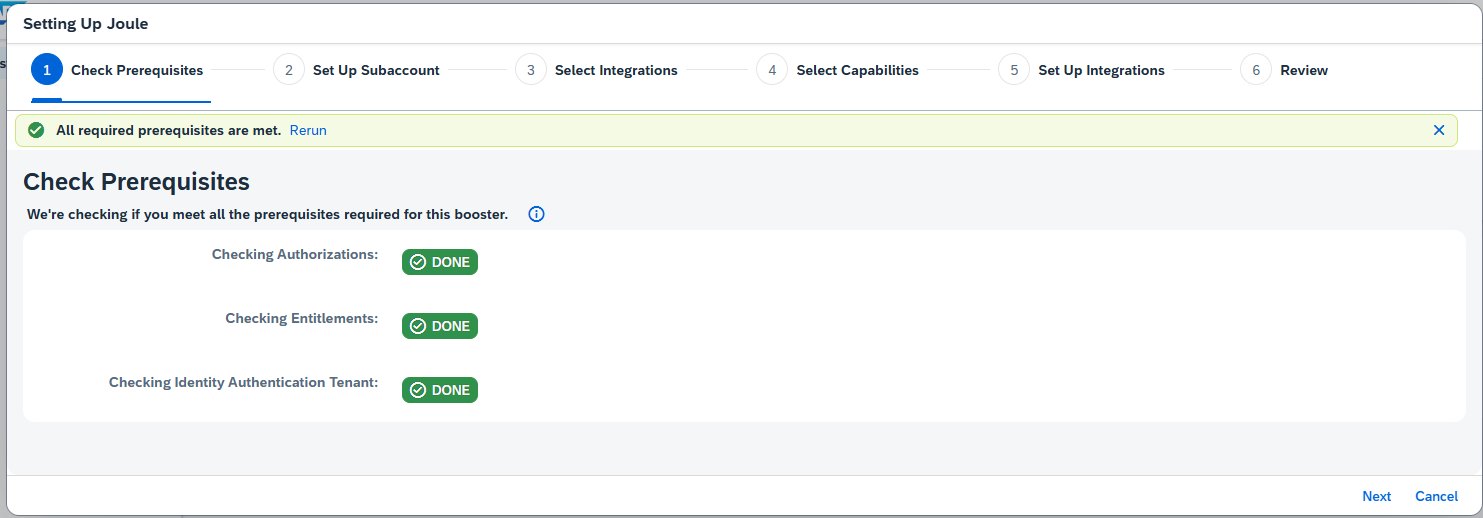 Setting Up Joule
1 Check Prerequisites 2 Set Up Subaccount 3 Select Integrations 4 Select Capabilities 5 Set Up Integrations 6 Review
All required prerequisites are met. Rerun
Check Prerequisites
We're checking if you meet all the prerequisites required for this booster.
Checking Authorizations: DONE
Checking Entitlements: DONE
Checking Identity Authentication Tenant: DONE
Next Cancel